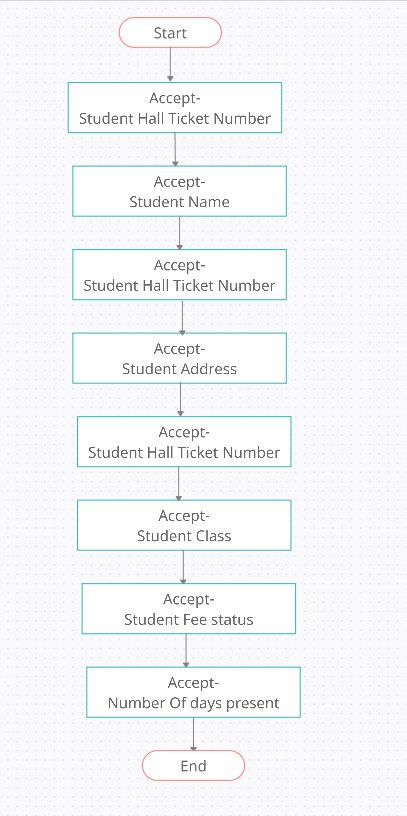 Start
Accept-
Student Hall Ticket Number
Accept-
Student Name
Accept-
Student Hall Ticket Number
Accept-
Student Address
Accept-
Student Hall Ticket Number
Accept-
Student Class
Accept-
Student Fee status
Accept-
Number Of days present
End